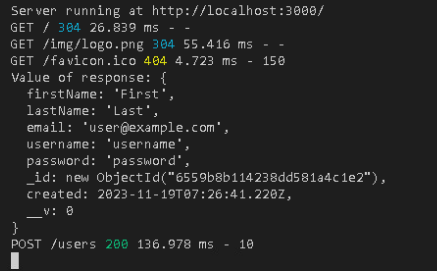 Server running at http://localhost:3000/
GET / 304 26.839 ms - -
GET /img/logo.png 304 55.416 ms - -
GET /favicon.ico 404 4.723 ms - 150
Value of response: {
  firstName: 'First',
  lastName: 'Last',
  email: 'user@example.com',
  username: 'username',
  password: 'password',
  _id: new ObjectId("6559b8b114238dd581a4c1e2"),
  created: 2023-11-19T07:26:41.220Z,
  __v: 0
}
POST /users 200 136.978 ms - 10